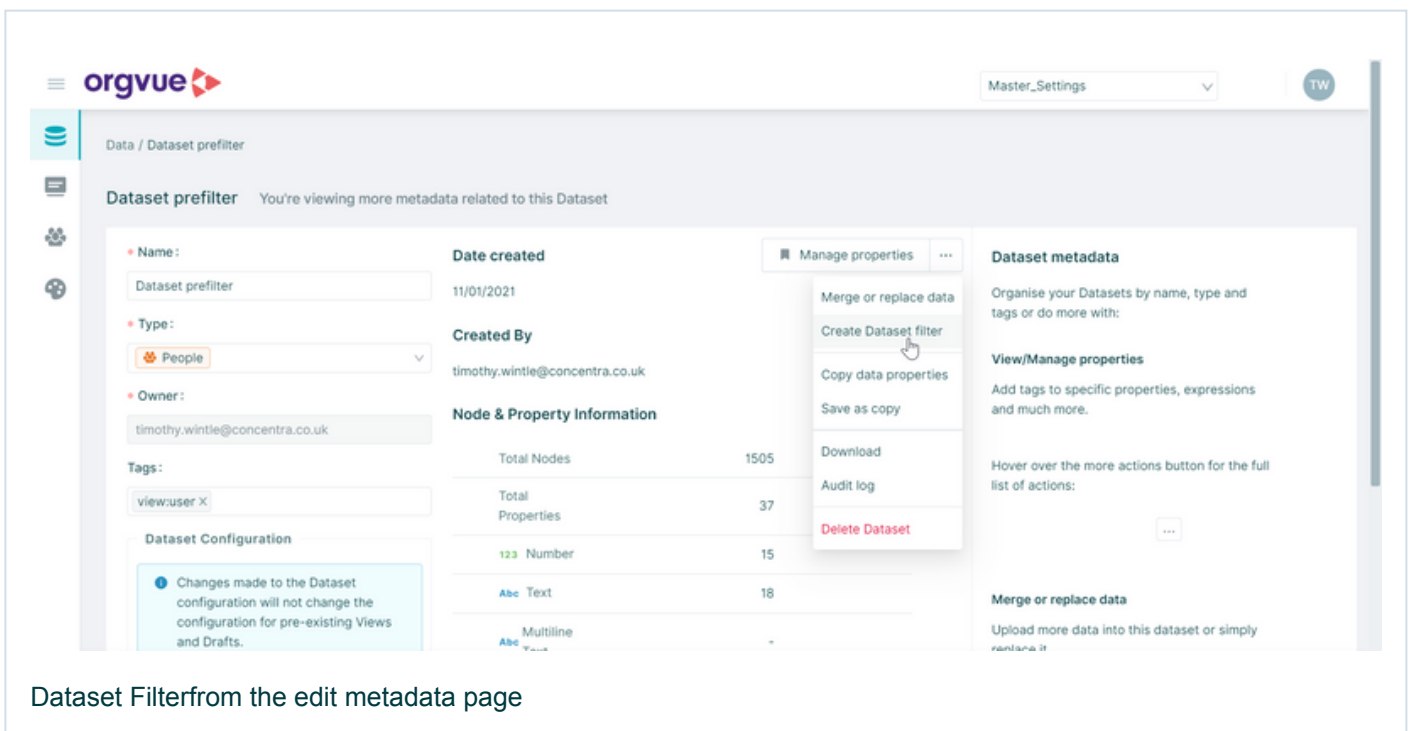 orgvue
Master_Settings
TW
Data / Dataset prefilter
Dataset prefilter You're viewing more metadata related to this Dataset
* Name :
Dataset prefilter
* Type :
People
* Owner :
timothy.wintle@concentra.co.uk
Tags :
view:user ×
Dataset Configuration
Changes made to the Dataset
configuration will not change the
configuration for pre-existing Views
and Drafts.
Date created
11/01/2021
Created By
timothy.wintle@concentra.co.uk
Node & Property Information
Total Nodes 1505
Total
Properties 37
123 Number 15
Abc Text 18
Abc Multiline
Text -
Manage properties ...
Merge or replace data
Create Dataset filter
Copy data properties
Save as copy
Download
Audit log
Delete Dataset
Dataset metadata
Organise your Datasets by name, type and
tags or do more with:
View/Manage properties
Add tags to specific properties, expressions
and much more.
Hover over the more actions button for the full
list of actions:
...
Merge or replace data
Upload more data into this dataset or simply
replace it
Dataset Filterfrom the edit metadata page